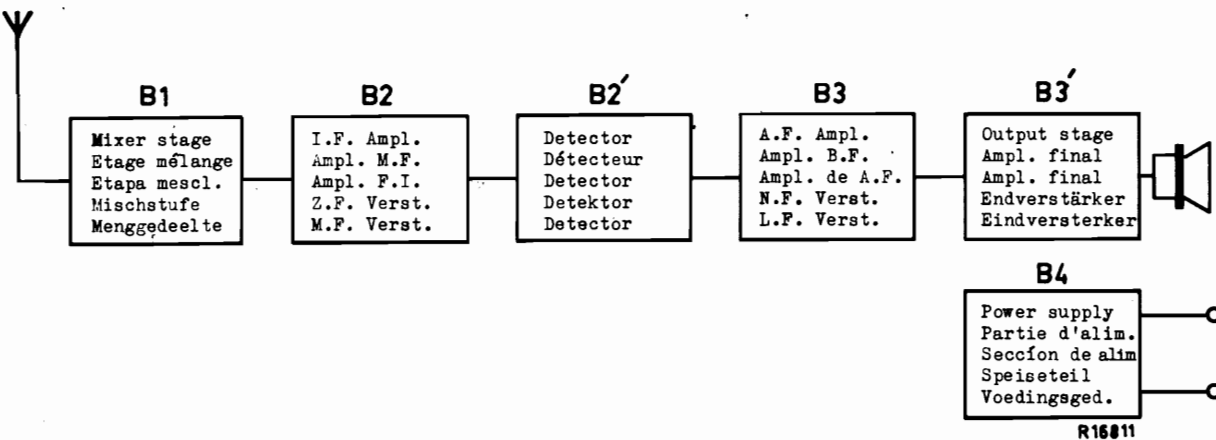 B1
Mixer stage
Etage mélange
Etapa mescl.
Mischstufe
Menggedeelte
B2
I.F. Ampl.
Ampl. M.F.
Ampl. F.I.
Z.F. Verst.
M.F. Verst.
B2′
Detector
Détecteur
Detector
Detektor
Detector
B3
A.F. Ampl.
Ampl. B.F.
Ampl. de A.F.
N.F. Verst.
L.F. Verst.
B3′
Output stage
Ampl. final
Ampl. final
Endverstärker
Eindversterker
B4
Power supply
Partie d'alim.
Seccíon de alim
Speiseteil
Voedingsged.
R16811